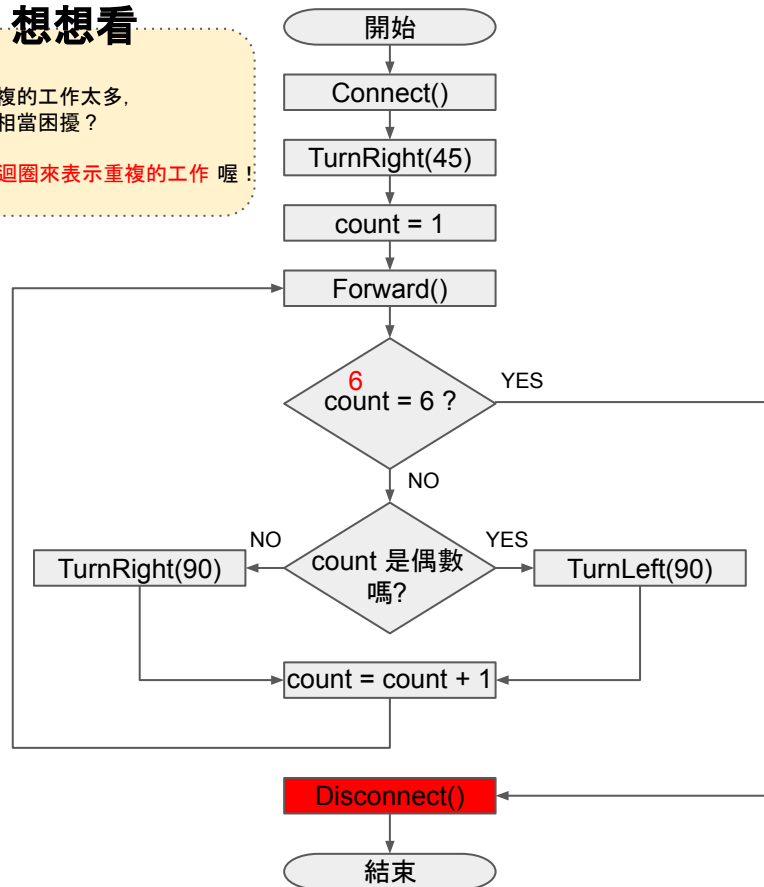 想想看
複的工作太多,
相當困擾？
迴圈來表示重複的工作 喔！
開始
Connect()
TurnRight(45)
count = 1
Forward()
6
count = 6 ?
YES
NO
count 是偶數
嗎?
NO
YES
TurnRight(90)
TurnLeft(90)
count = count + 1
Disconnect()
結束